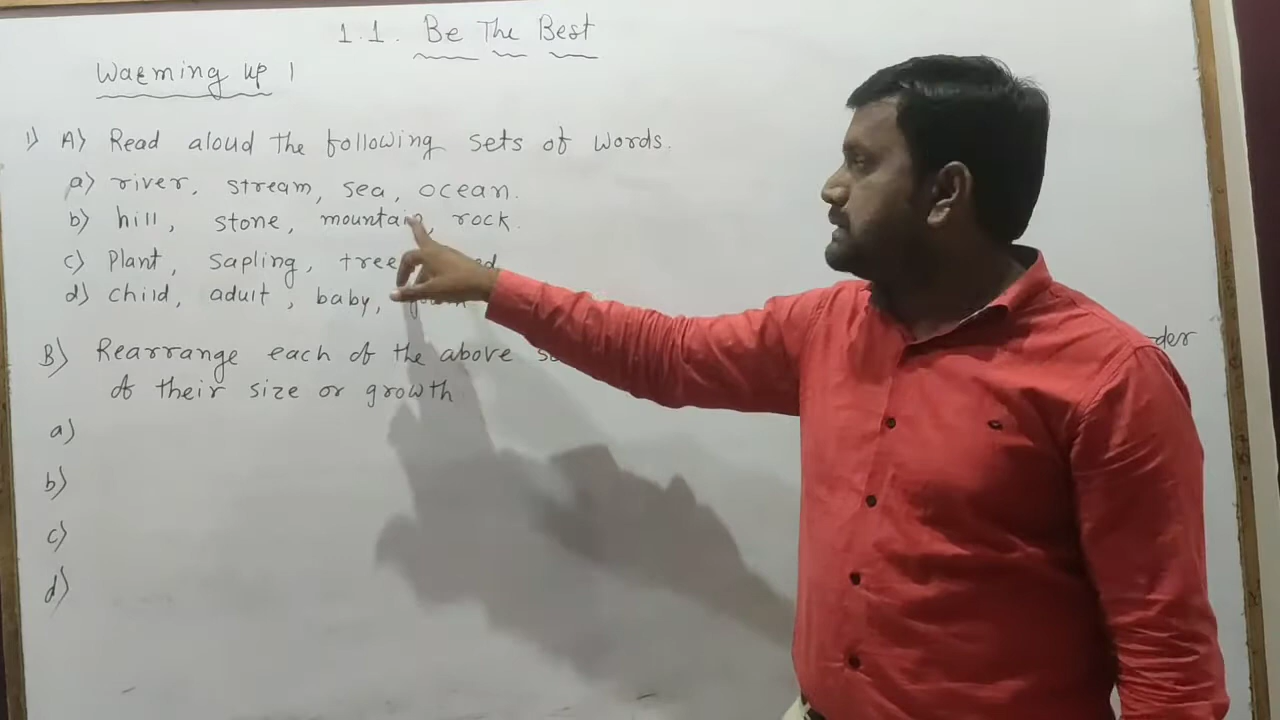 1.1. Be The Best
Warming up 1
1) A) Read aloud the following sets of words.
a) river, stream, sea, ocean.
b) hill, stone, mountain, rock.
c) Plant, sapling, tree
d) child, adult, baby,
B) Rearrange each of the above
of their size or growth
a)
b)
c)
d)